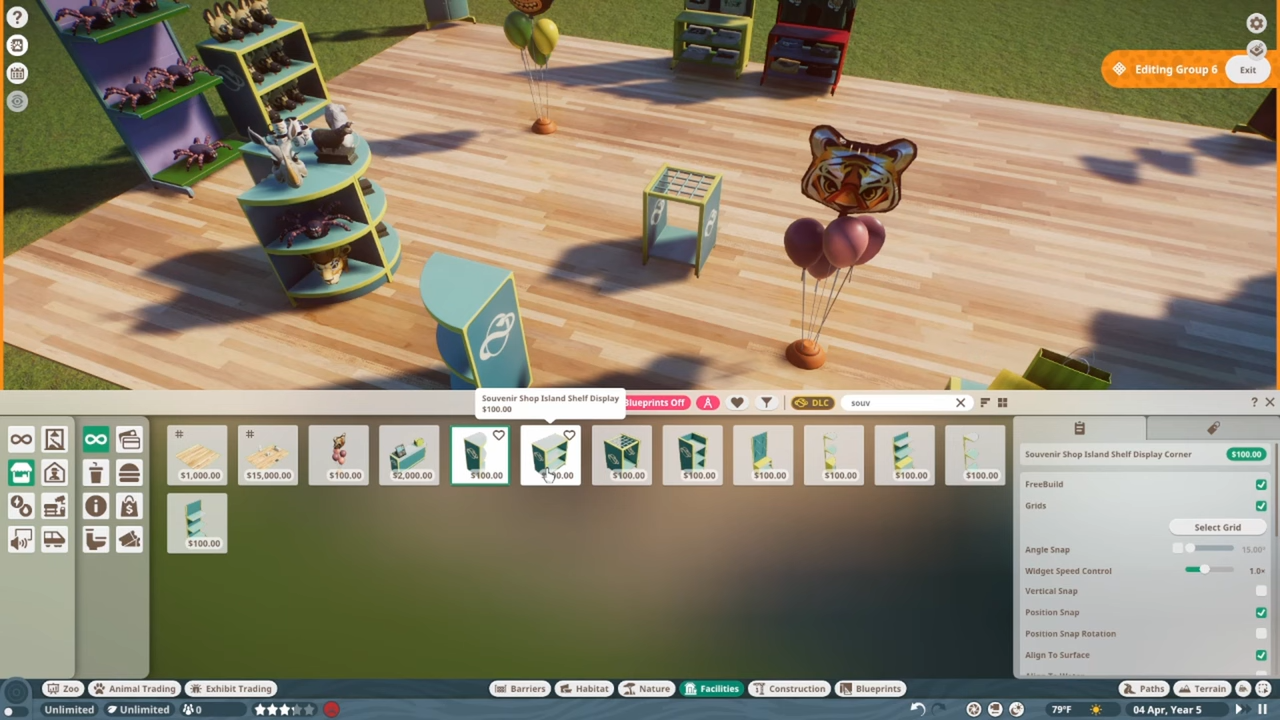 ?
Editing Group 6
Exit
Souvenir Shop Island Shelf Display
$100.00
Blueprints Off
DLC
souv
?
#
$1,000.00
#
$15,000.00
$100.00
$2,000.00
$100.00
$100.00
$100.00
$100.00
$100.00
$100.00
$100.00
$100.00
Souvenir Shop Island Shelf Display Corner
$100.00
FreeBuild
Grids
Select Grid
Angle Snap
15.00°
Widget Speed Control
1.0×
Vertical Snap
Position Snap
Position Snap Rotation
Align To Surface
Zoo
Animal Trading
Exhibit Trading
Barriers
Habitat
Nature
Facilities
Construction
Blueprints
Paths
Terrain
Unlimited
Unlimited
0
79°F
04 Apr, Year 5